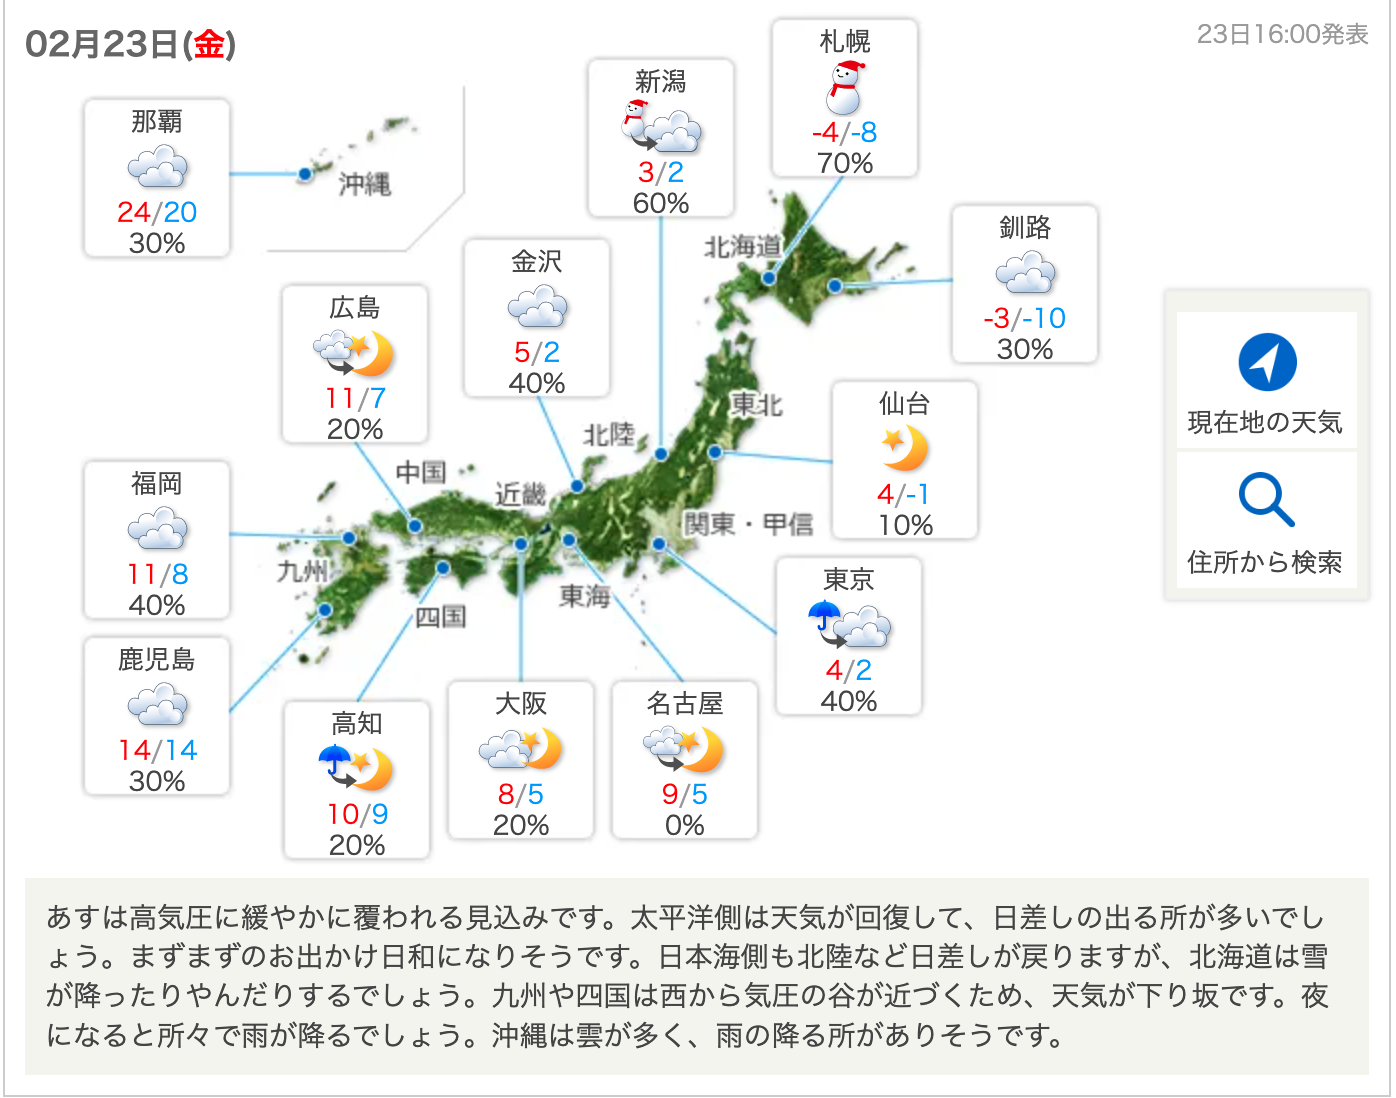 02月23日(金)
23日16:00発表
札幌
-4/-8
70%
新潟
3/2
60%
那覇
24/20
30%
沖縄
北海道
釧路
-3/-10
30%
金沢
5/2
40%
広島
11/7
20%
東北
仙台
4/-1
10%
現在地の天気
北陸
中国
近畿
福岡
11/8
40%
関東・甲信
住所から検索
九州
東海
四国
東京
4/2
40%
鹿児島
14/14
30%
高知
10/9
20%
大阪
8/5
20%
名古屋
9/5
0%
あすは高気圧に緩やかに覆われる見込みです。太平洋側は天気が回復して、日差しの出る所が多いでし
ょう。まずまずのお出かけ日和になりそうです。日本海側も北陸など日差しが戻りますが、北海道は雪
が降ったりやんだりするでしょう。九州や四国は西から気圧の谷が近づくため、天気が下り坂です。夜
になると所々で雨が降るでしょう。沖縄は雲が多く、雨の降る所がありそうです。